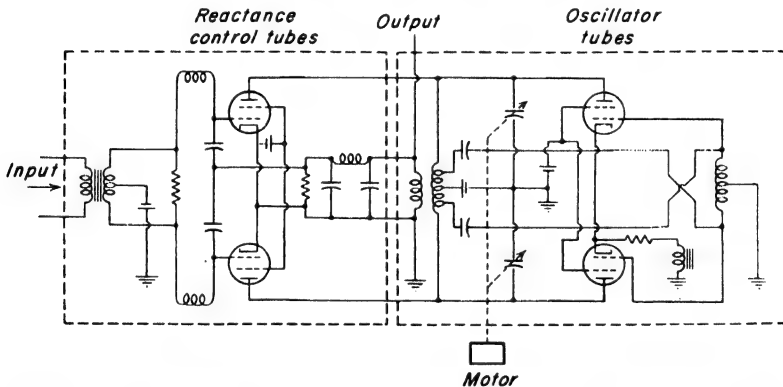 Reactance
control tubes
Output
Oscillator
tubes
Input
Motor